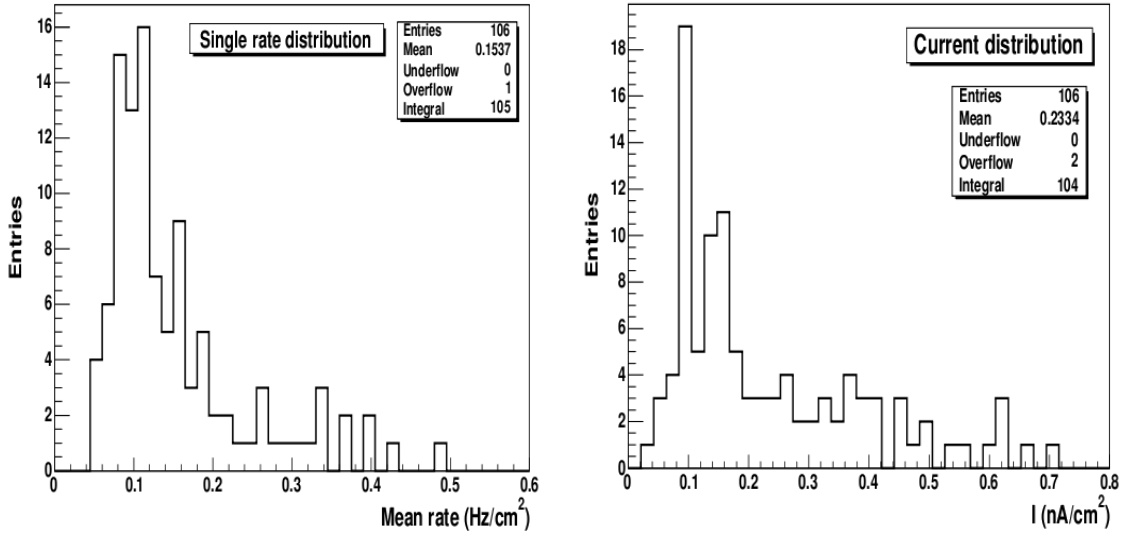 Single rate distribution
Entries 106
Mean 0.1537
Underflow 0
Overflow 1
Integral 105
16
14
12
10
8
6
4
2
0
Entries
0 0.1 0.2 0.3 0.4 0.5 0.6
Mean rate (Hz/cm²)
Current distribution
Entries 106
Mean 0.2334
Underflow 0
Overflow 2
Integral 104
18
16
14
12
10
8
6
4
2
0
Entries
0 0.1 0.2 0.3 0.4 0.5 0.6 0.7 0.8
I (nA/cm²)